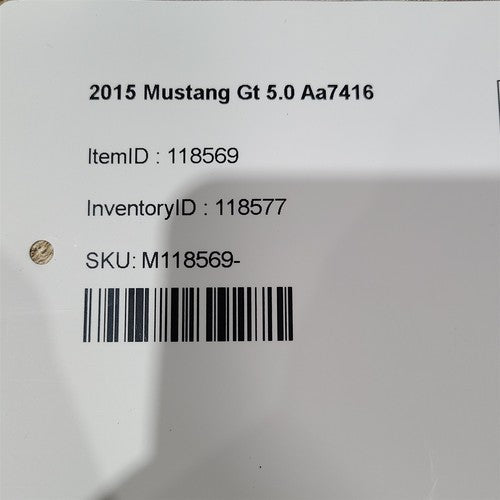 2015 Mustang Gt 5.0 Aa7416
ItemID : 118569
InventoryID : 118577
SKU: M118569-